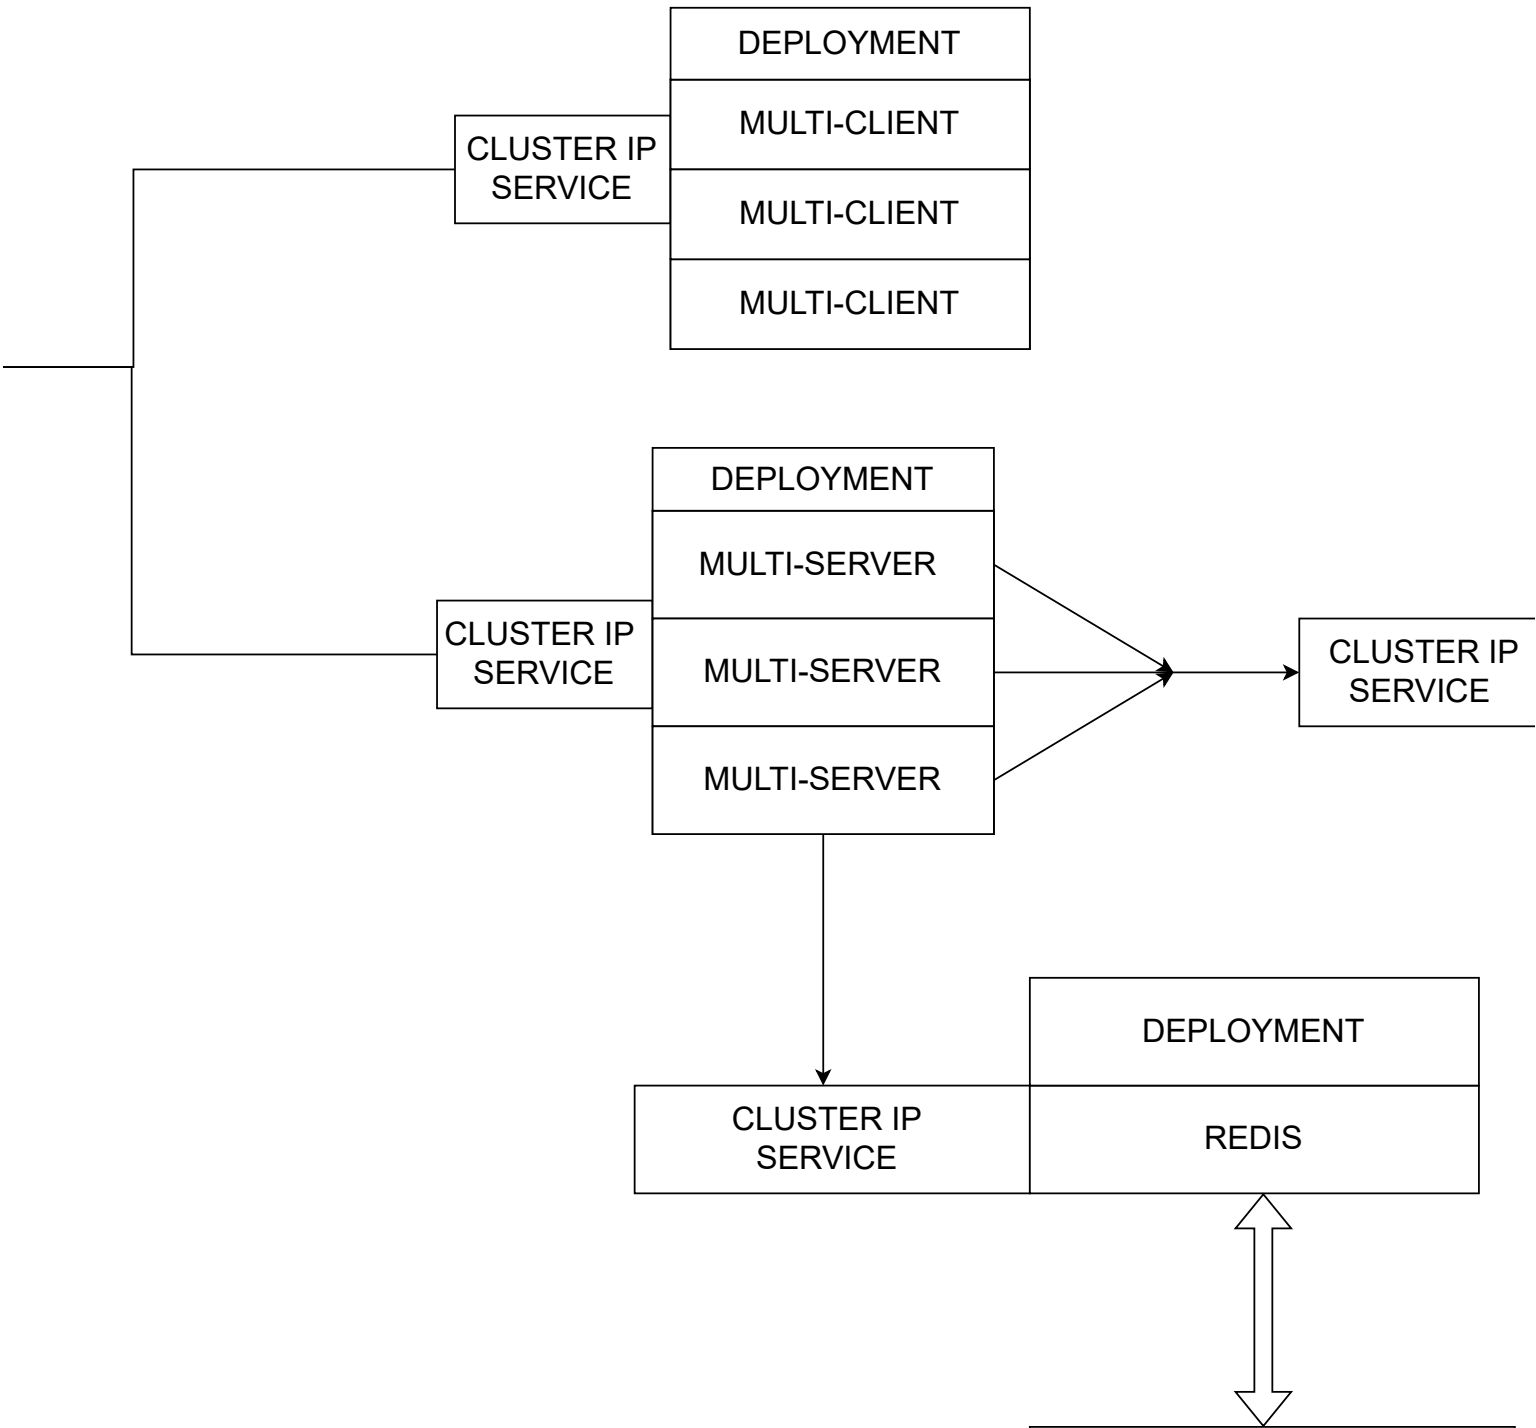 DEPLOYMENT
MULTI-CLIENT
CLUSTER IP
SERVICE
MULTI-CLIENT
MULTI-CLIENT
DEPLOYMENT
MULTI-SERVER
CLUSTER IP
SERVICE
MULTI-SERVER
CLUSTER IP
SERVICE
MULTI-SERVER
DEPLOYMENT
CLUSTER IP
SERVICE
REDIS